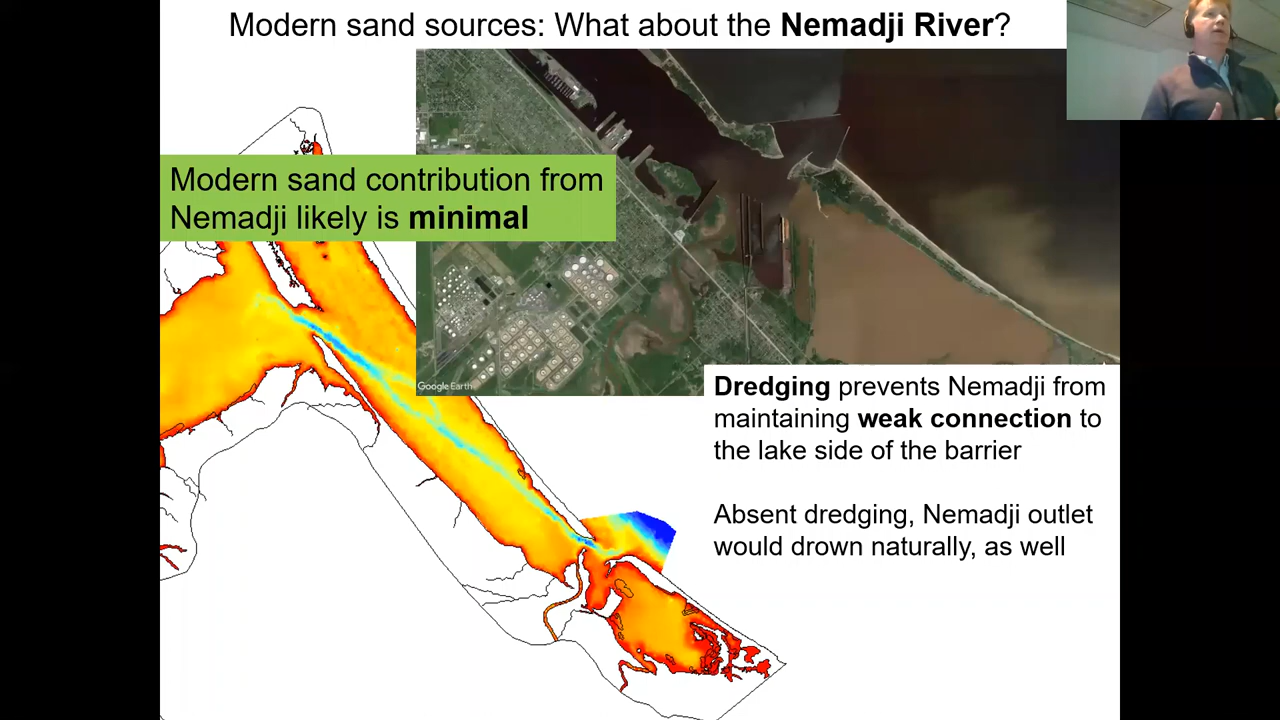 Modern sand sources: What about the Nemadji River?
Modern sand contribution from
Nemadji likely is minimal
Google Earth
Dredging prevents Nemadji from
maintaining weak connection to
the lake side of the barrier
Absent dredging, Nemadji outlet
would drown naturally, as well